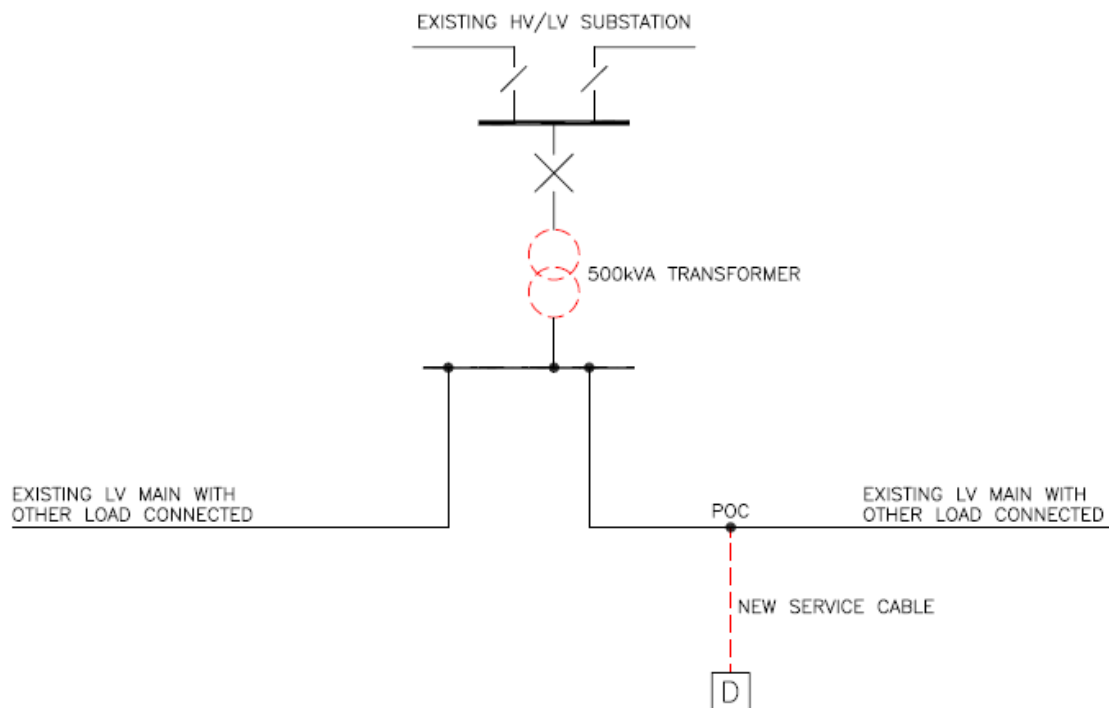 EXISTING HV/LV SUBSTATION
500kVA TRANSFORMER
EXISTING LV MAIN WITH
OTHER LOAD CONNECTED
POC
EXISTING LV MAIN WITH
OTHER LOAD CONNECTED
NEW SERVICE CABLE
D